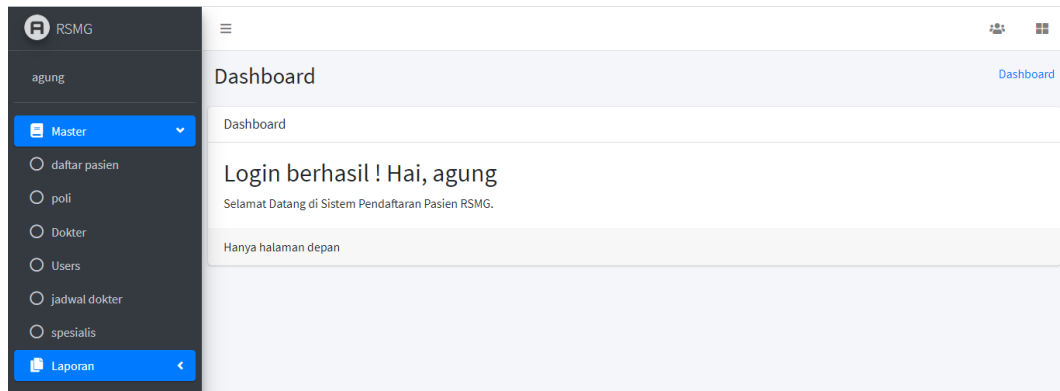 RSMG
agung
Master
daftar pasien
poli
Dokter
Users
jadwal dokter
spesialis
Laporan
Dashboard
Dashboard
Dashboard
Login berhasil ! Hai, agung
Selamat Datang di Sistem Pendaftaran Pasien RSMG.
Hanya halaman depan